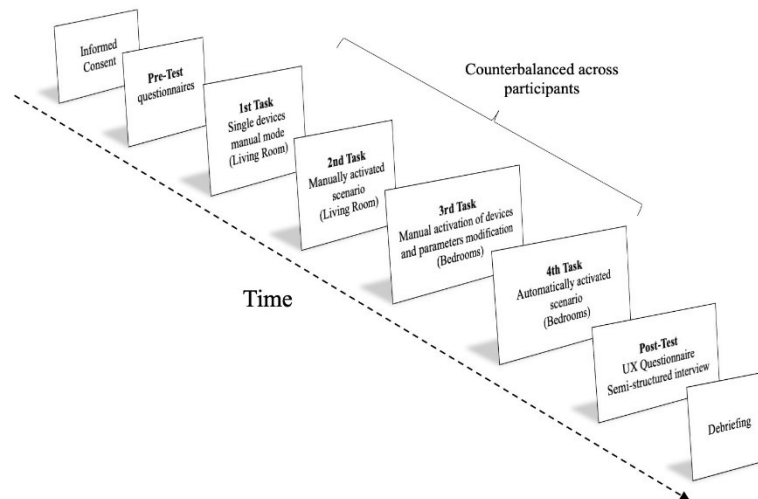 Informed
Consent
Pre-Test
questionnaires
1st Task
Single devices
manual mode
(Living Room)
2nd Task
Manually activated
scenario
(Living Room)
3rd Task
Manual activation of devices
and parameters modification
(Bedrooms)
4th Task
Automatically activated
scenario
(Bedrooms)
Post-Test
UX Questionnaire
Semi-structured interview
Debriefing
Counterbalanced across
participants
Time